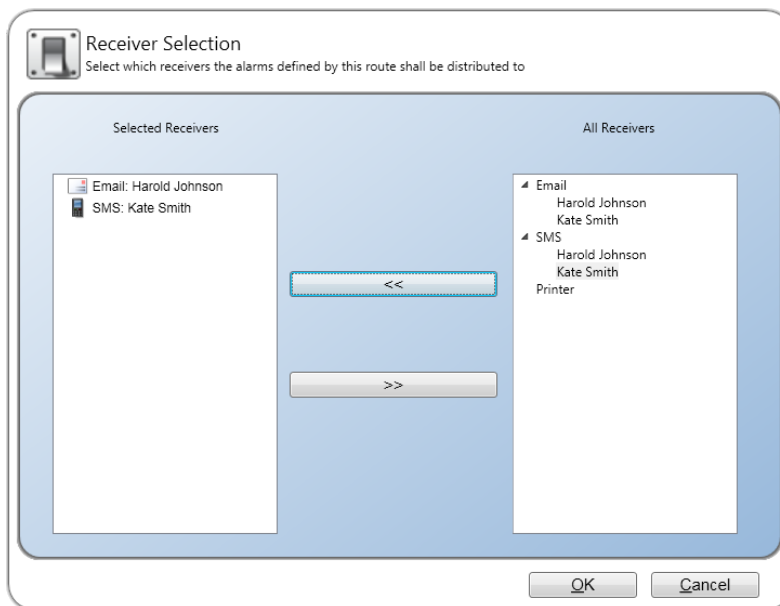 Receiver Selection
Select which receivers the alarms defined by this route shall be distributed to
Selected Receivers
All Receivers
Email: Harold Johnson
SMS: Kate Smith
<<
>>
Email
Harold Johnson
Kate Smith
SMS
Harold Johnson
Kate Smith
Printer
OK
Cancel